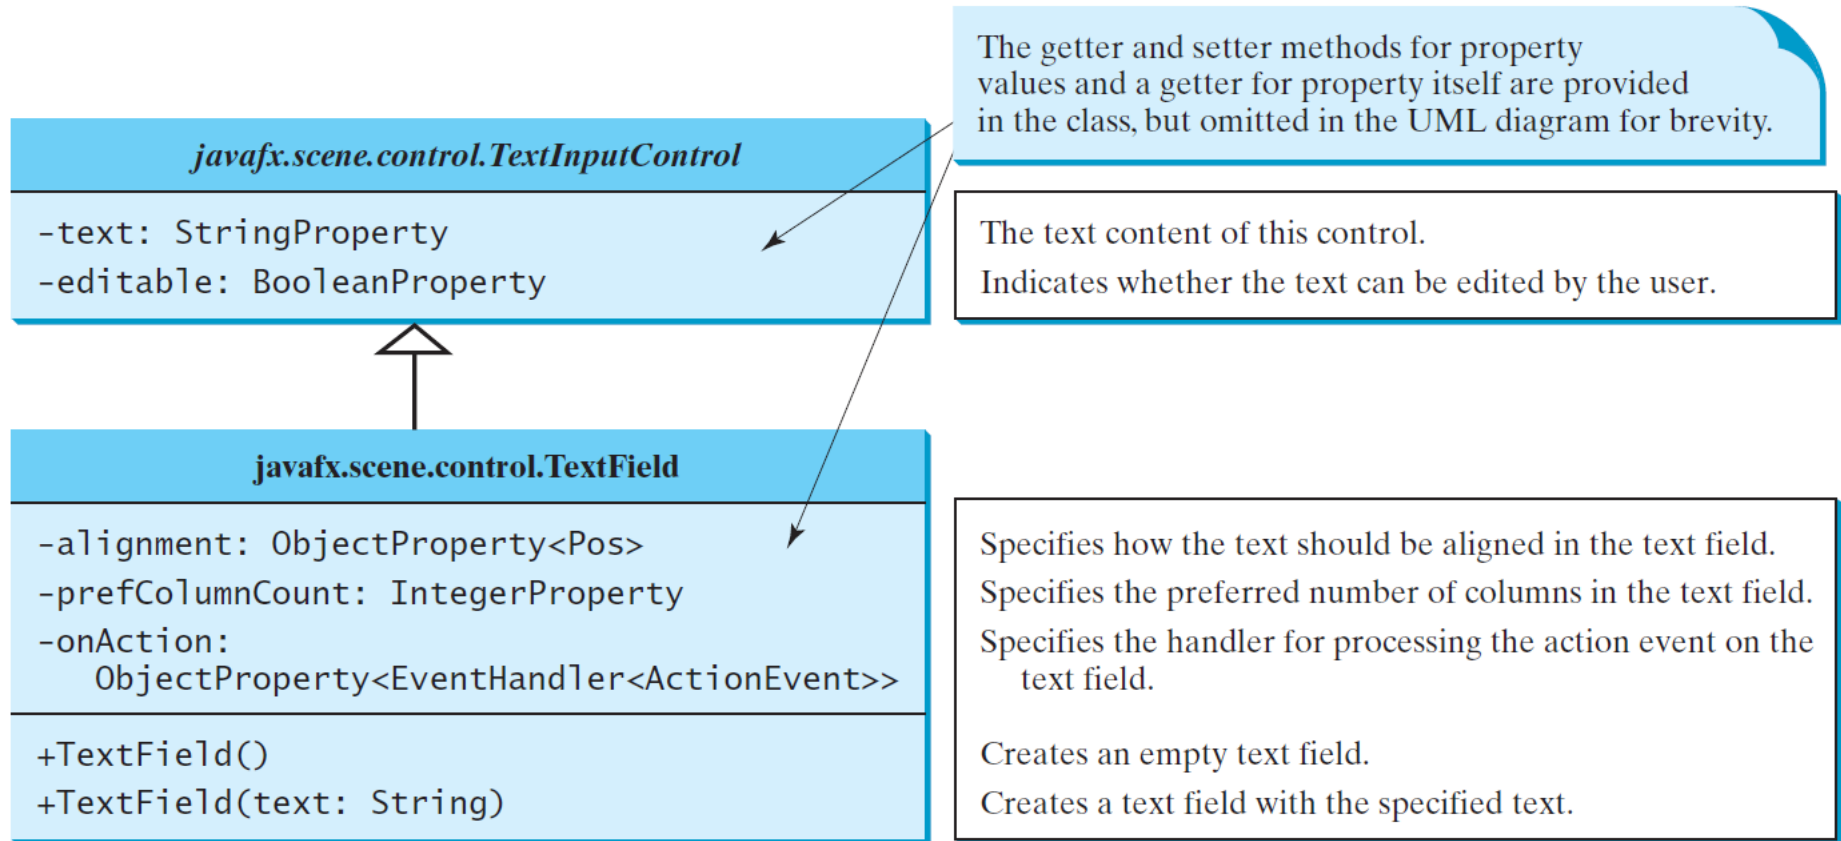 The getter and setter methods for property
values and a getter for property itself are provided
in the class, but omitted in the UML diagram for brevity.
javafx.scene.control.TextInputControl
-text: StringProperty
-editable: BooleanProperty
The text content of this control.
Indicates whether the text can be edited by the user.
javafx.scene.control.TextField
-alignment: ObjectProperty<Pos>
-prefColumnCount: IntegerProperty
-onAction:
ObjectProperty<EventHandler<ActionEvent>>
Specifies how the text should be aligned in the text field.
Specifies the preferred number of columns in the text field.
Specifies the handler for processing the action event on the
text field.
+TextField()
+TextField(text: String)
Creates an empty text field.
Creates a text field with the specified text.